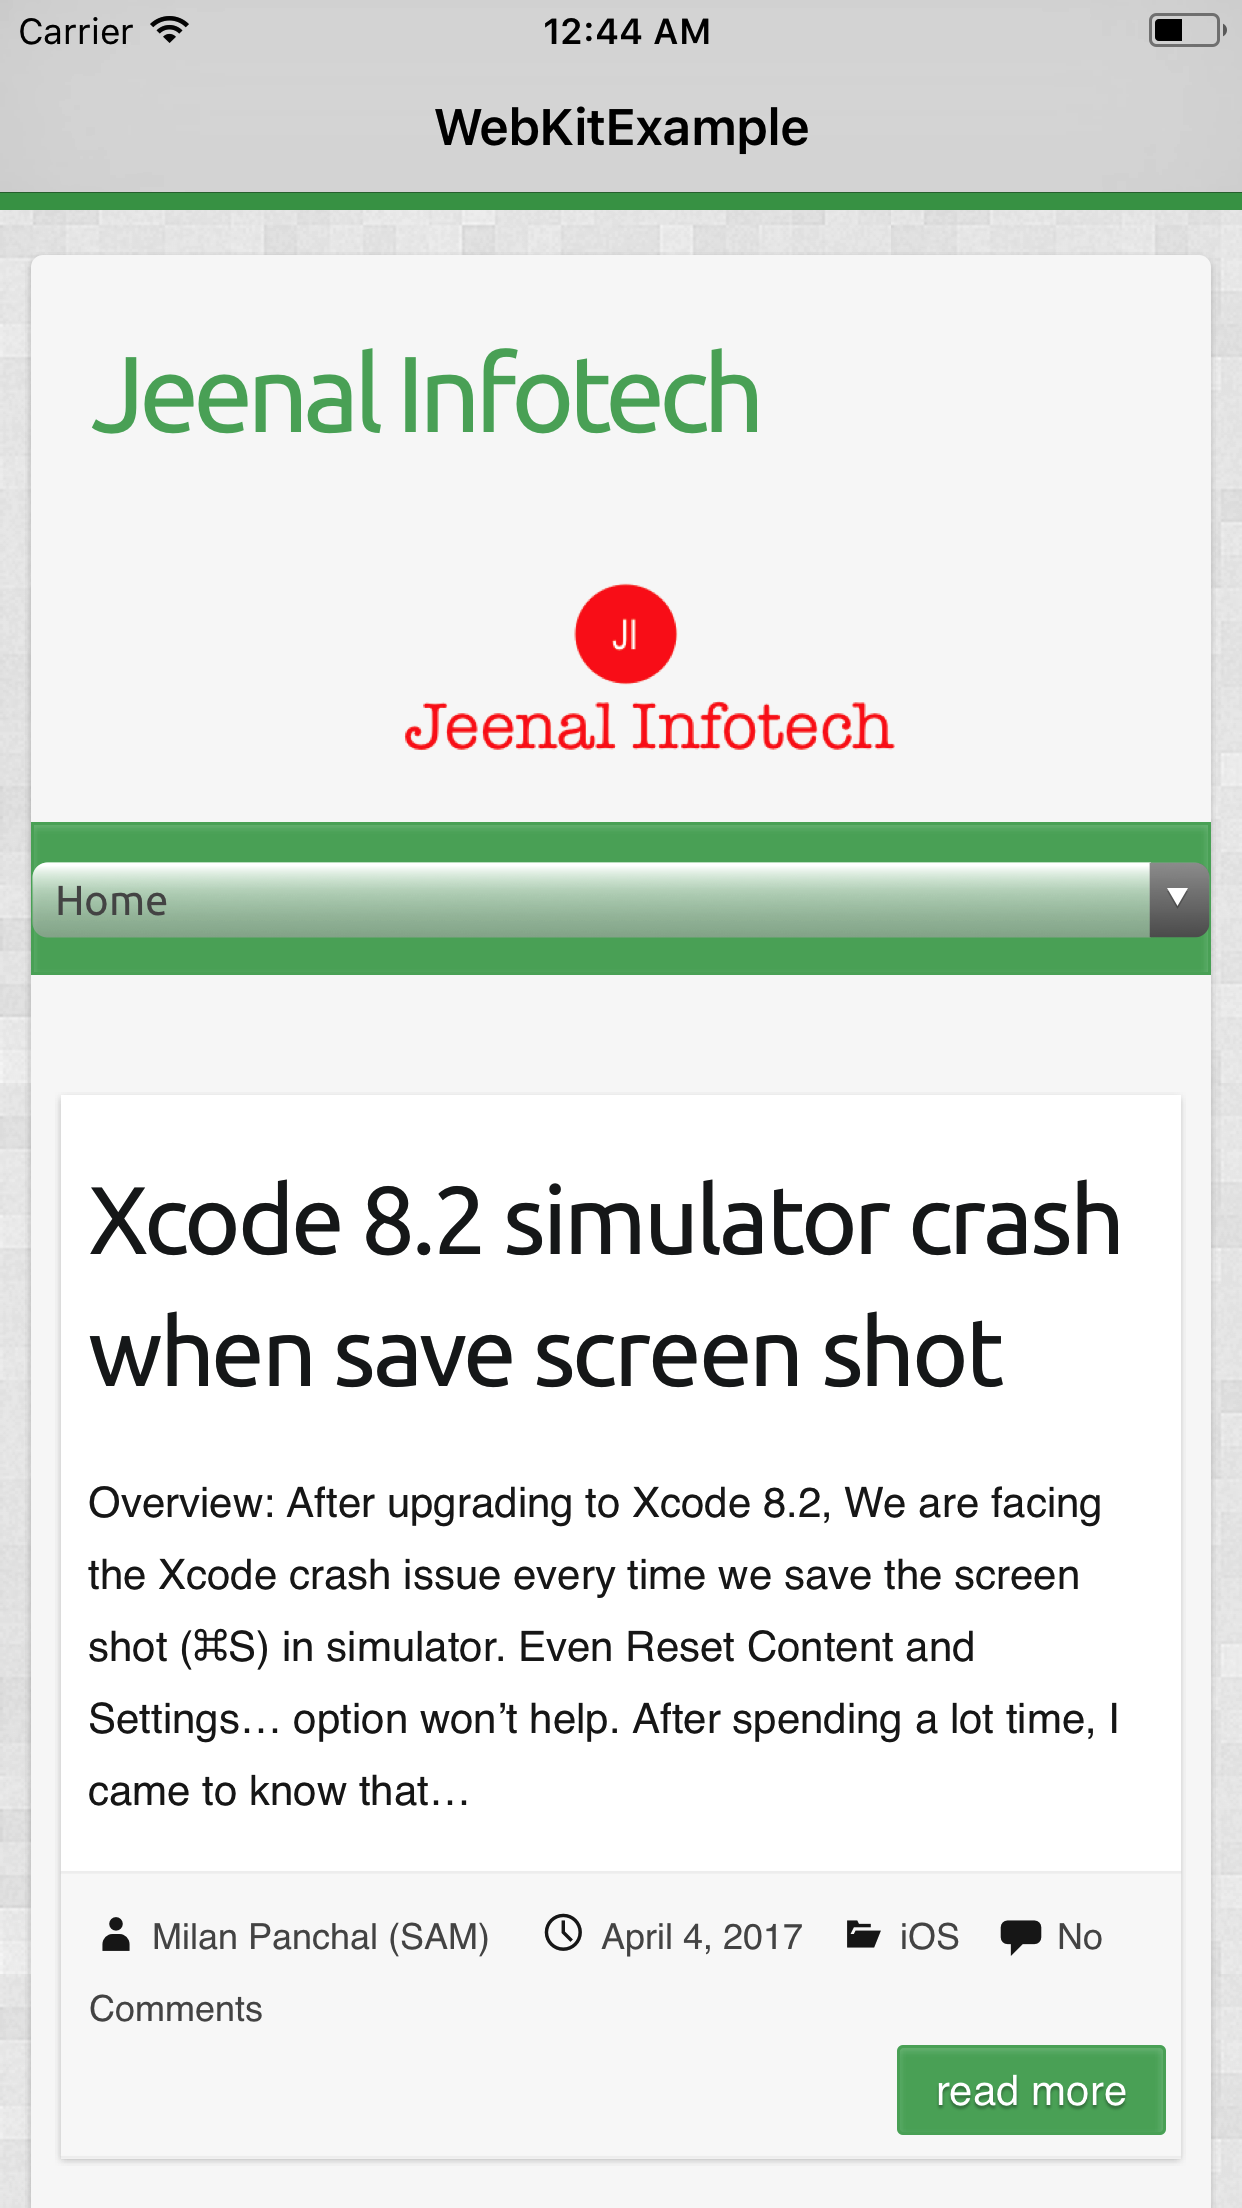 Carrier 12:44 AM
WebKitExample
Jeenal Infotech
JI
Jeenal Infotech
Home
Xcode 8.2 simulator crash
when save screen shot
Overview: After upgrading to Xcode 8.2, We are facing
the Xcode crash issue every time we save the screen
shot (⌘S) in simulator. Even Reset Content and
Settings… option won’t help. After spending a lot time, I
came to know that…
Milan Panchal (SAM) April 4, 2017 iOS No
Comments
read more